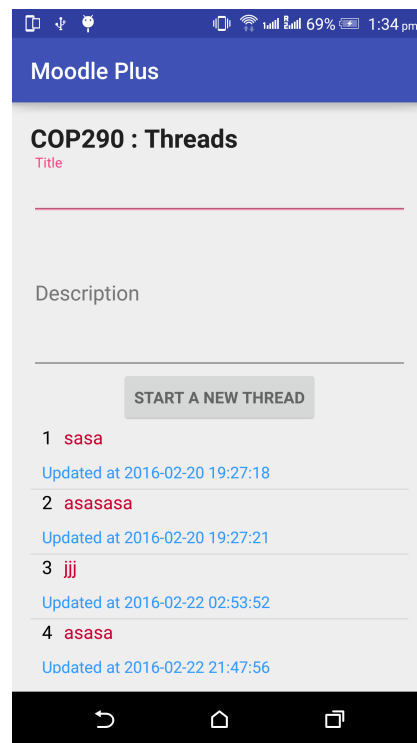 69% 1:34 pm
Moodle Plus
COP290 : Threads
Title
Description
START A NEW THREAD
1 sasa
Updated at 2016-02-20 19:27:18
2 asasasa
Updated at 2016-02-20 19:27:21
3 jjj
Updated at 2016-02-22 02:53:52
4 asasa
Updated at 2016-02-22 21:47:56